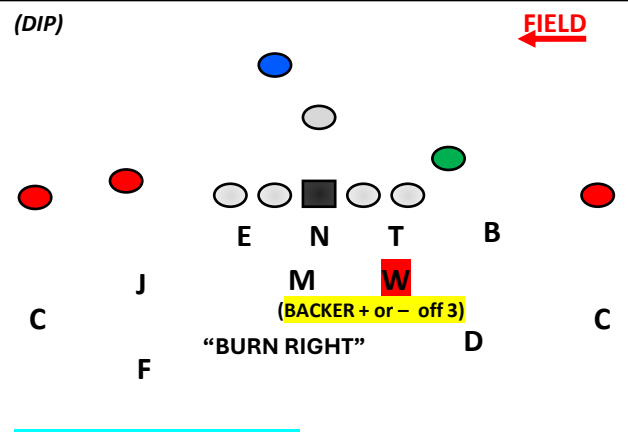 (DIP) FIELD
E N T B
J M W
(BACKER + or – off 3)
C C
"BURN RIGHT" D
F